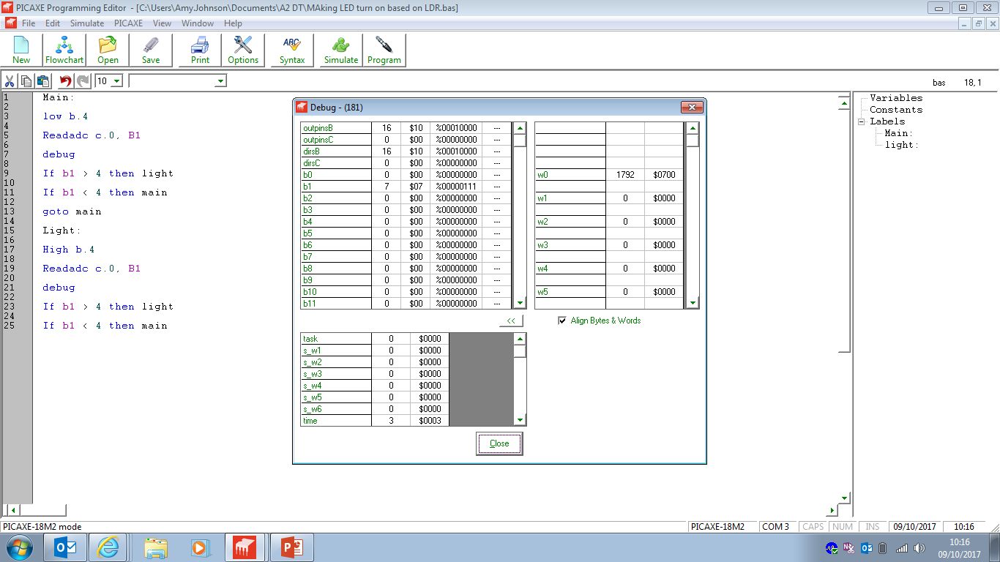 PICAXE Programming Editor - [C:\Users\AmyJohnson\Documents\A2 DT\MAking LED turn on based on LDR.bas]
File Edit Simulate PICAXE View Window Help
New Flowchart Open Save Print Options ABC Syntax Simulate Program
10
bas 18, 1
1 Main:
2
3 low b.4
4
5 Readadc c.0, B1
6
7 debug
8
9 If b1 > 4 then light
10
11 If b1 < 4 then main
12
13 goto main
14
15 Light:
16
17 High b.4
18
19 Readadc c.0, B1
20
21 debug
22
23 If b1 > 4 then light
24
25 If b1 < 4 then main
Debug - (181)
outpinsB 16 $10 %00010000 ---
outpinsC 0 $00 %00000000 ---
dirsB 16 $10 %00010000 ---
dirsC 0 $00 %00000000 ---
b0 0 $00 %00000000 --- w0 1792 $0700
b1 7 $07 %00000111 ---
b2 0 $00 %00000000 --- w1 0 $0000
b3 0 $00 %00000000 ---
b4 0 $00 %00000000 --- w2 0 $0000
b5 0 $00 %00000000 ---
b6 0 $00 %00000000 --- w3 0 $0000
b7 0 $00 %00000000 ---
b8 0 $00 %00000000 --- w4 0 $0000
b9 0 $00 %00000000 ---
b10 0 $00 %00000000 --- w5 0 $0000
b11 0 $00 %00000000 ---
<< Align Bytes & Words
task 0 $0000
s_w1 0 $0000
s_w2 0 $0000
s_w3 0 $0000
s_w4 0 $0000
s_w5 0 $0000
s_w6 0 $0000
time 3 $0003
Close
Variables
Constants
Labels
Main:
light:
PICAXE-18M2 mode PICAXE-18M2 COM 3 CAPS NUM INS 09/10/2017 10:16
10:16
09/10/2017